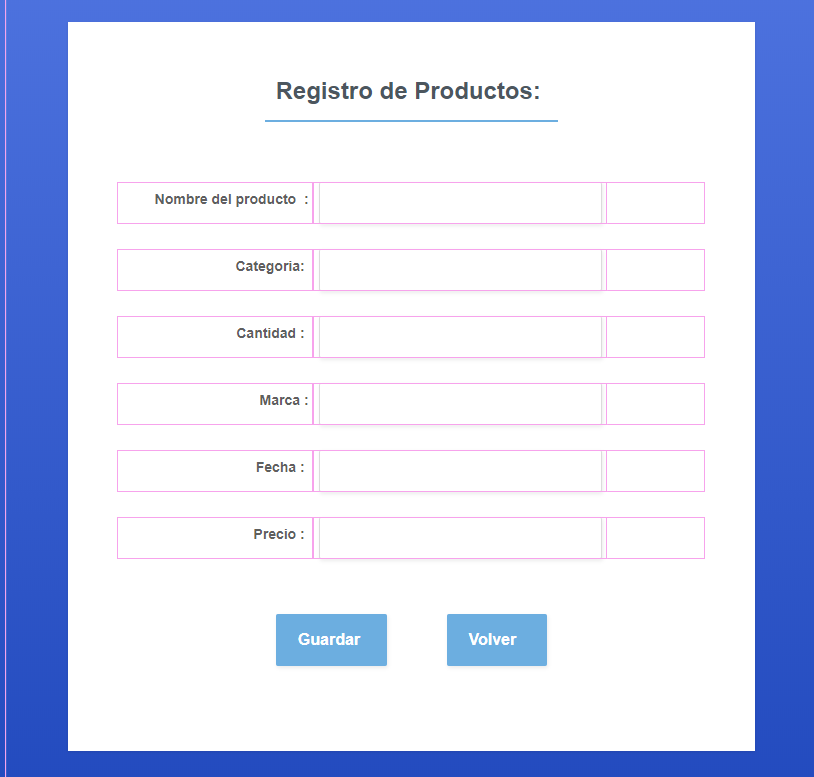 Registro de Productos:
Nombre del producto :
Categoria:
Cantidad :
Marca :
Fecha :
Precio :
Guardar Volver